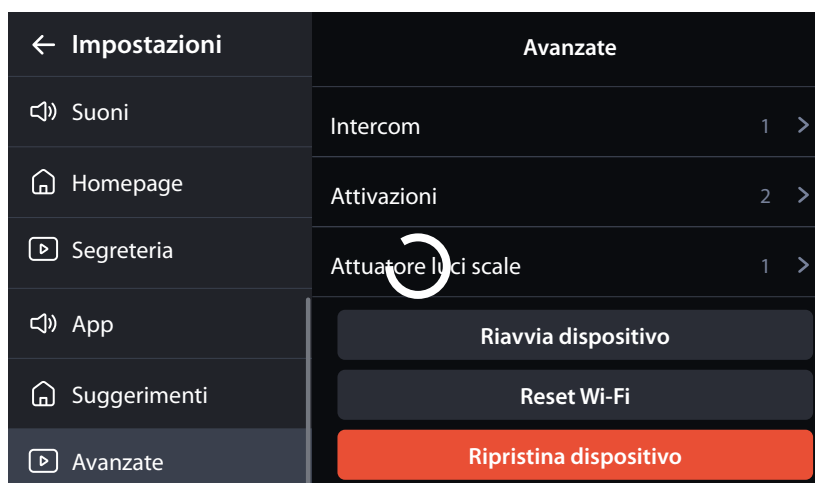 Impostazioni
Suoni
Homepage
Segreteria
App
Suggerimenti
Avanzate
Avanzate
Intercom 1
Attivazioni 2
Attuatore luci scale 1
Riavvia dispositivo
Reset Wi-Fi
Ripristina dispositivo